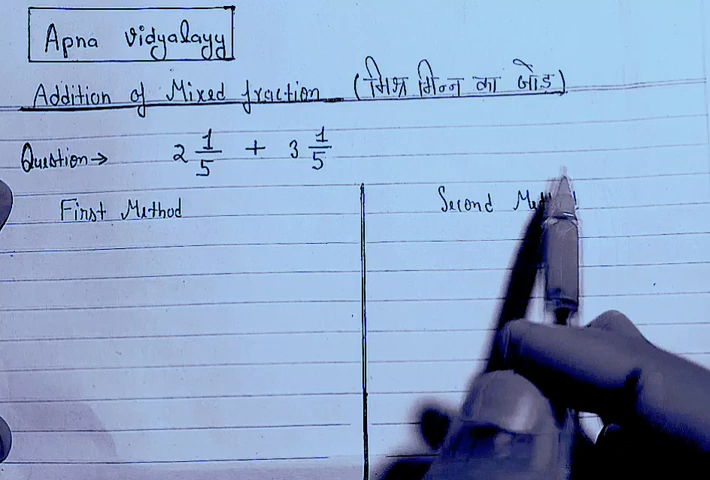 Apna Vidyalayy
Addition of Mixed fraction (मिश्र भिन्न का जोड)
Question→ 2 1/5 + 3 1/5
First Method
Second